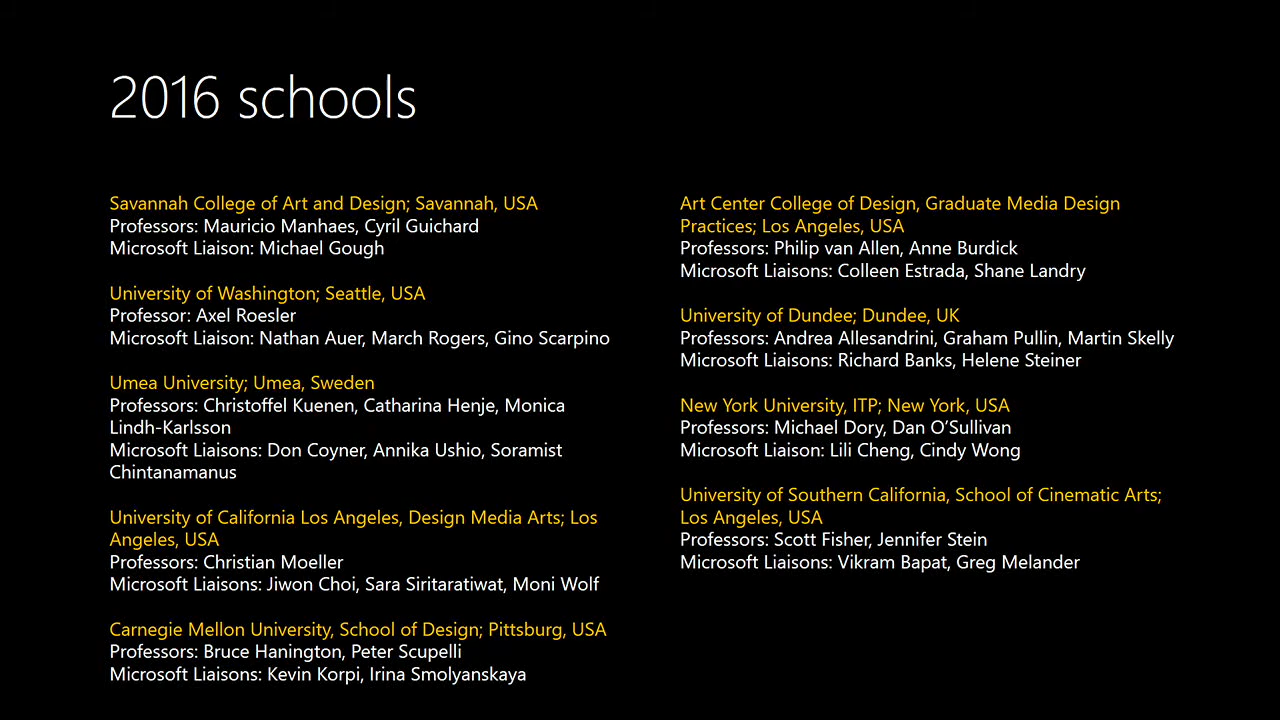 2016 schools
Savannah College of Art and Design; Savannah, USA
Professors: Mauricio Manhaes, Cyril Guichard
Microsoft Liaison: Michael Gough
University of Washington; Seattle, USA
Professor: Axel Roesler
Microsoft Liaison: Nathan Auer, March Rogers, Gino Scarpino
Umea University; Umea, Sweden
Professors: Christoffel Kuenen, Catharina Henje, Monica
Lindh-Karlsson
Microsoft Liaisons: Don Coyner, Annika Ushio, Soramist
Chintanamanus
University of California Los Angeles, Design Media Arts; Los
Angeles, USA
Professors: Christian Moeller
Microsoft Liaisons: Jiwon Choi, Sara Siritaratiwat, Moni Wolf
Carnegie Mellon University, School of Design; Pittsburg, USA
Professors: Bruce Hanington, Peter Scupelli
Microsoft Liaisons: Kevin Korpi, Irina Smolyanskaya
Art Center College of Design, Graduate Media Design
Practices; Los Angeles, USA
Professors: Philip van Allen, Anne Burdick
Microsoft Liaisons: Colleen Estrada, Shane Landry
University of Dundee; Dundee, UK
Professors: Andrea Allesandrini, Graham Pullin, Martin Skelly
Microsoft Liaisons: Richard Banks, Helene Steiner
New York University, ITP; New York, USA
Professors: Michael Dory, Dan O’Sullivan
Microsoft Liaison: Lili Cheng, Cindy Wong
University of Southern California, School of Cinematic Arts;
Los Angeles, USA
Professors: Scott Fisher, Jennifer Stein
Microsoft Liaisons: Vikram Bapat, Greg Melander